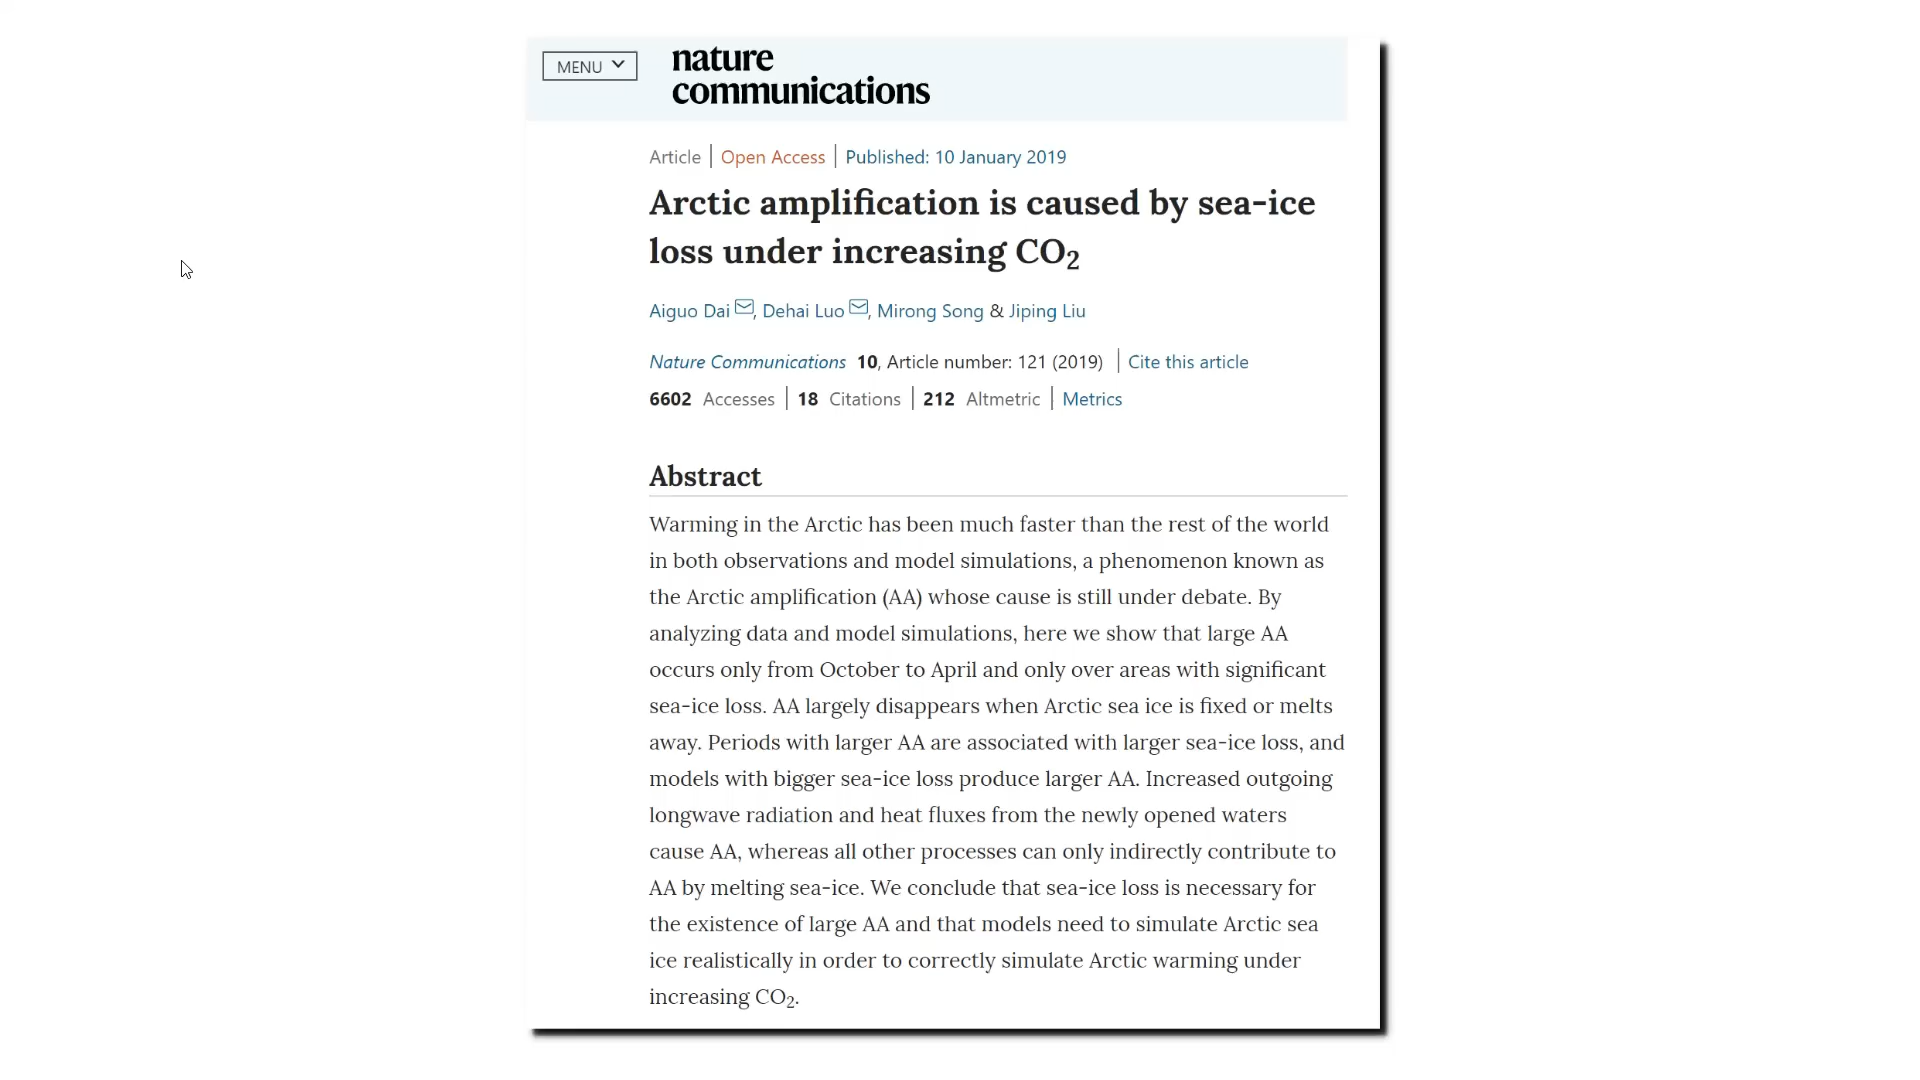 MENU
nature
communications
Article | Open Access | Published: 10 January 2019
Arctic amplification is caused by sea-ice
loss under increasing CO₂
Aiguo Dai, Dehai Luo, Mirong Song & Jiping Liu
Nature Communications 10, Article number: 121 (2019) | Cite this article
6602 Accesses | 18 Citations | 212 Altmetric | Metrics
Abstract
Warming in the Arctic has been much faster than the rest of the world
in both observations and model simulations, a phenomenon known as
the Arctic amplification (AA) whose cause is still under debate. By
analyzing data and model simulations, here we show that large AA
occurs only from October to April and only over areas with significant
sea-ice loss. AA largely disappears when Arctic sea ice is fixed or melts
away. Periods with larger AA are associated with larger sea-ice loss, and
models with bigger sea-ice loss produce larger AA. Increased outgoing
longwave radiation and heat fluxes from the newly opened waters
cause AA, whereas all other processes can only indirectly contribute to
AA by melting sea-ice. We conclude that sea-ice loss is necessary for
the existence of large AA and that models need to simulate Arctic sea
ice realistically in order to correctly simulate Arctic warming under
increasing CO₂.